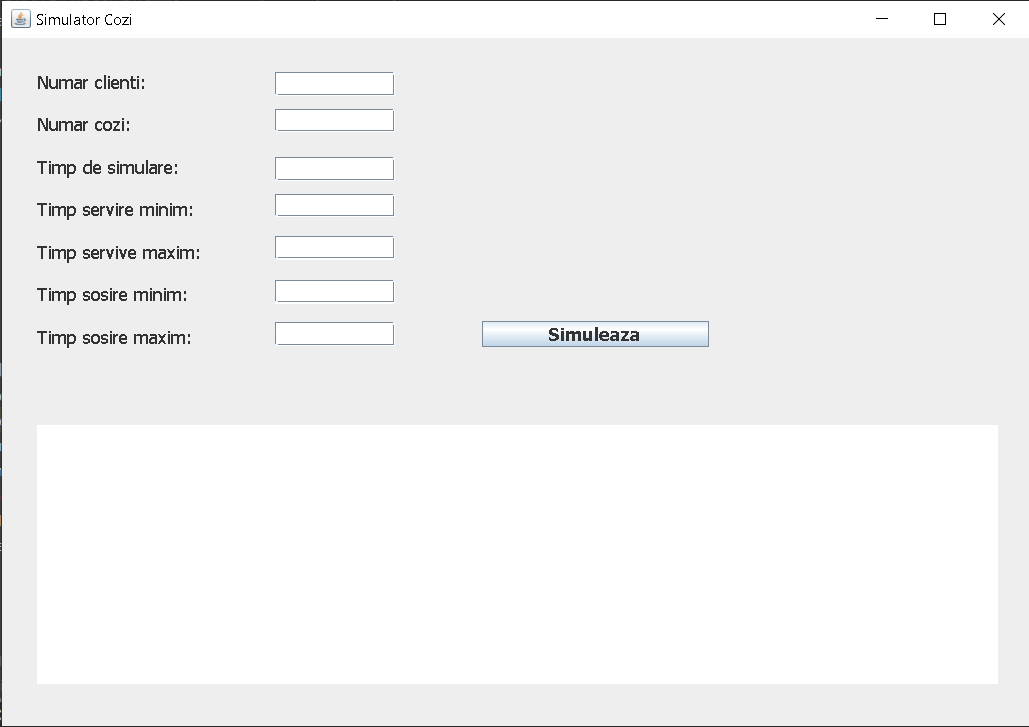 Simulator Cozi
Numar clienti:
Numar cozi:
Timp de simulare:
Timp servire minim:
Timp servive maxim:
Timp sosire minim:
Timp sosire maxim:
Simuleaza